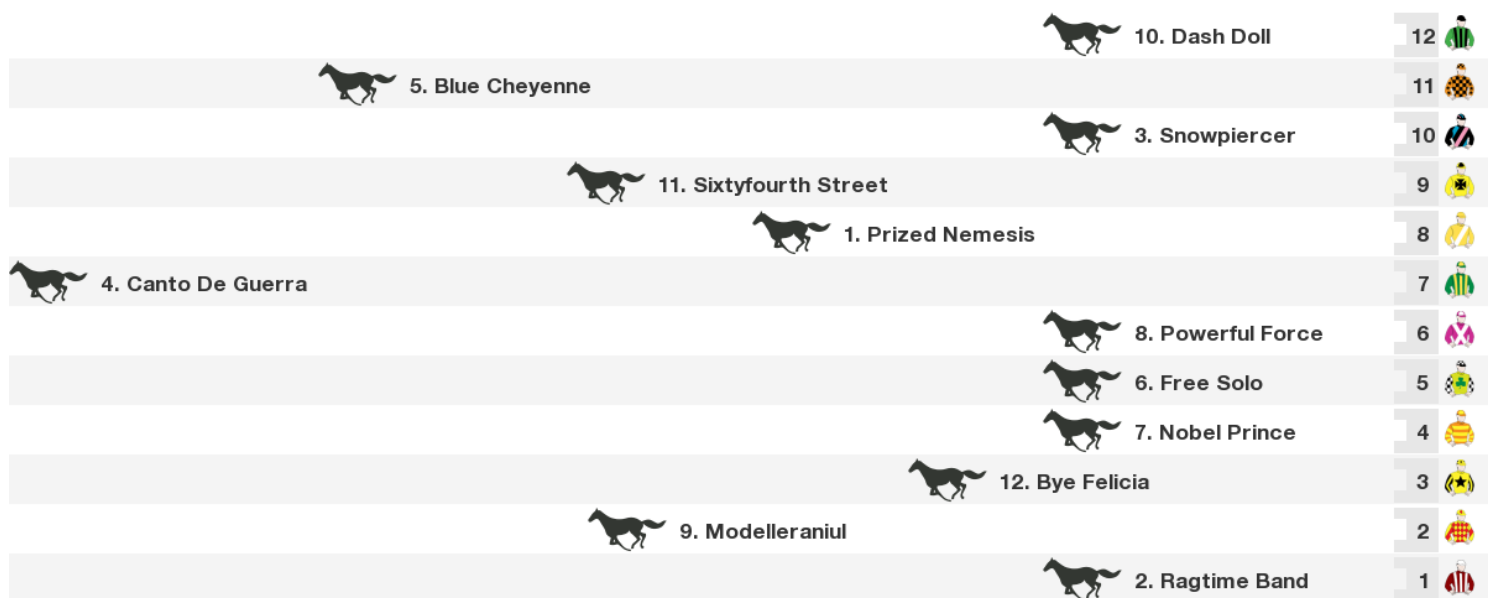 10. Dash Doll 12
5. Blue Cheyenne 11
3. Snowpiercer 10
11. Sixtyfourth Street 9
1. Prized Nemesis 8
4. Canto De Guerra 7
8. Powerful Force 6
6. Free Solo 5
7. Nobel Prince 4
12. Bye Felicia 3
9. Modelleraniul 2
2. Ragtime Band 1